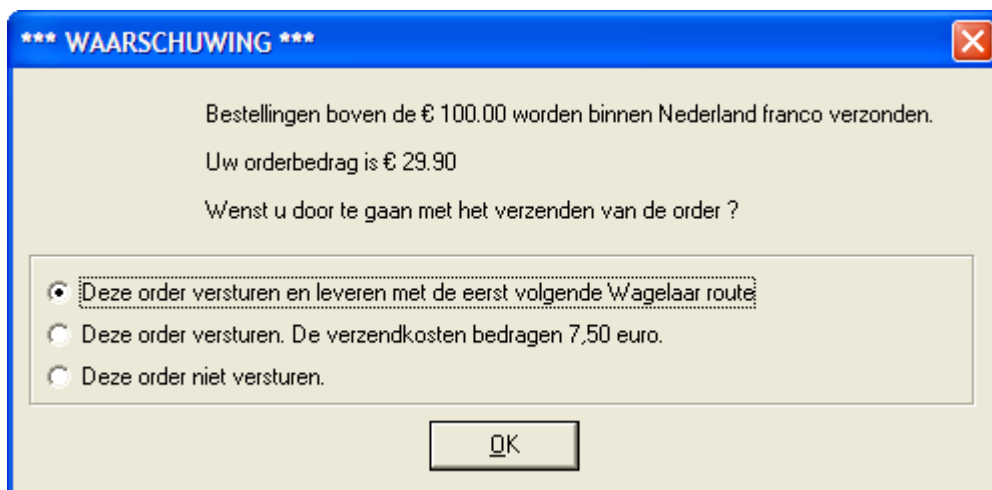 *** WAARSCHUWING ***
Bestellingen boven de € 100.00 worden binnen Nederland franco verzonden.
Uw orderbedrag is € 29.90
Wenst u door te gaan met het verzenden van de order ?
Deze order versturen en leveren met de eerst volgende Wagelaar route
Deze order versturen. De verzendkosten bedragen 7,50 euro.
Deze order niet versturen.
OK